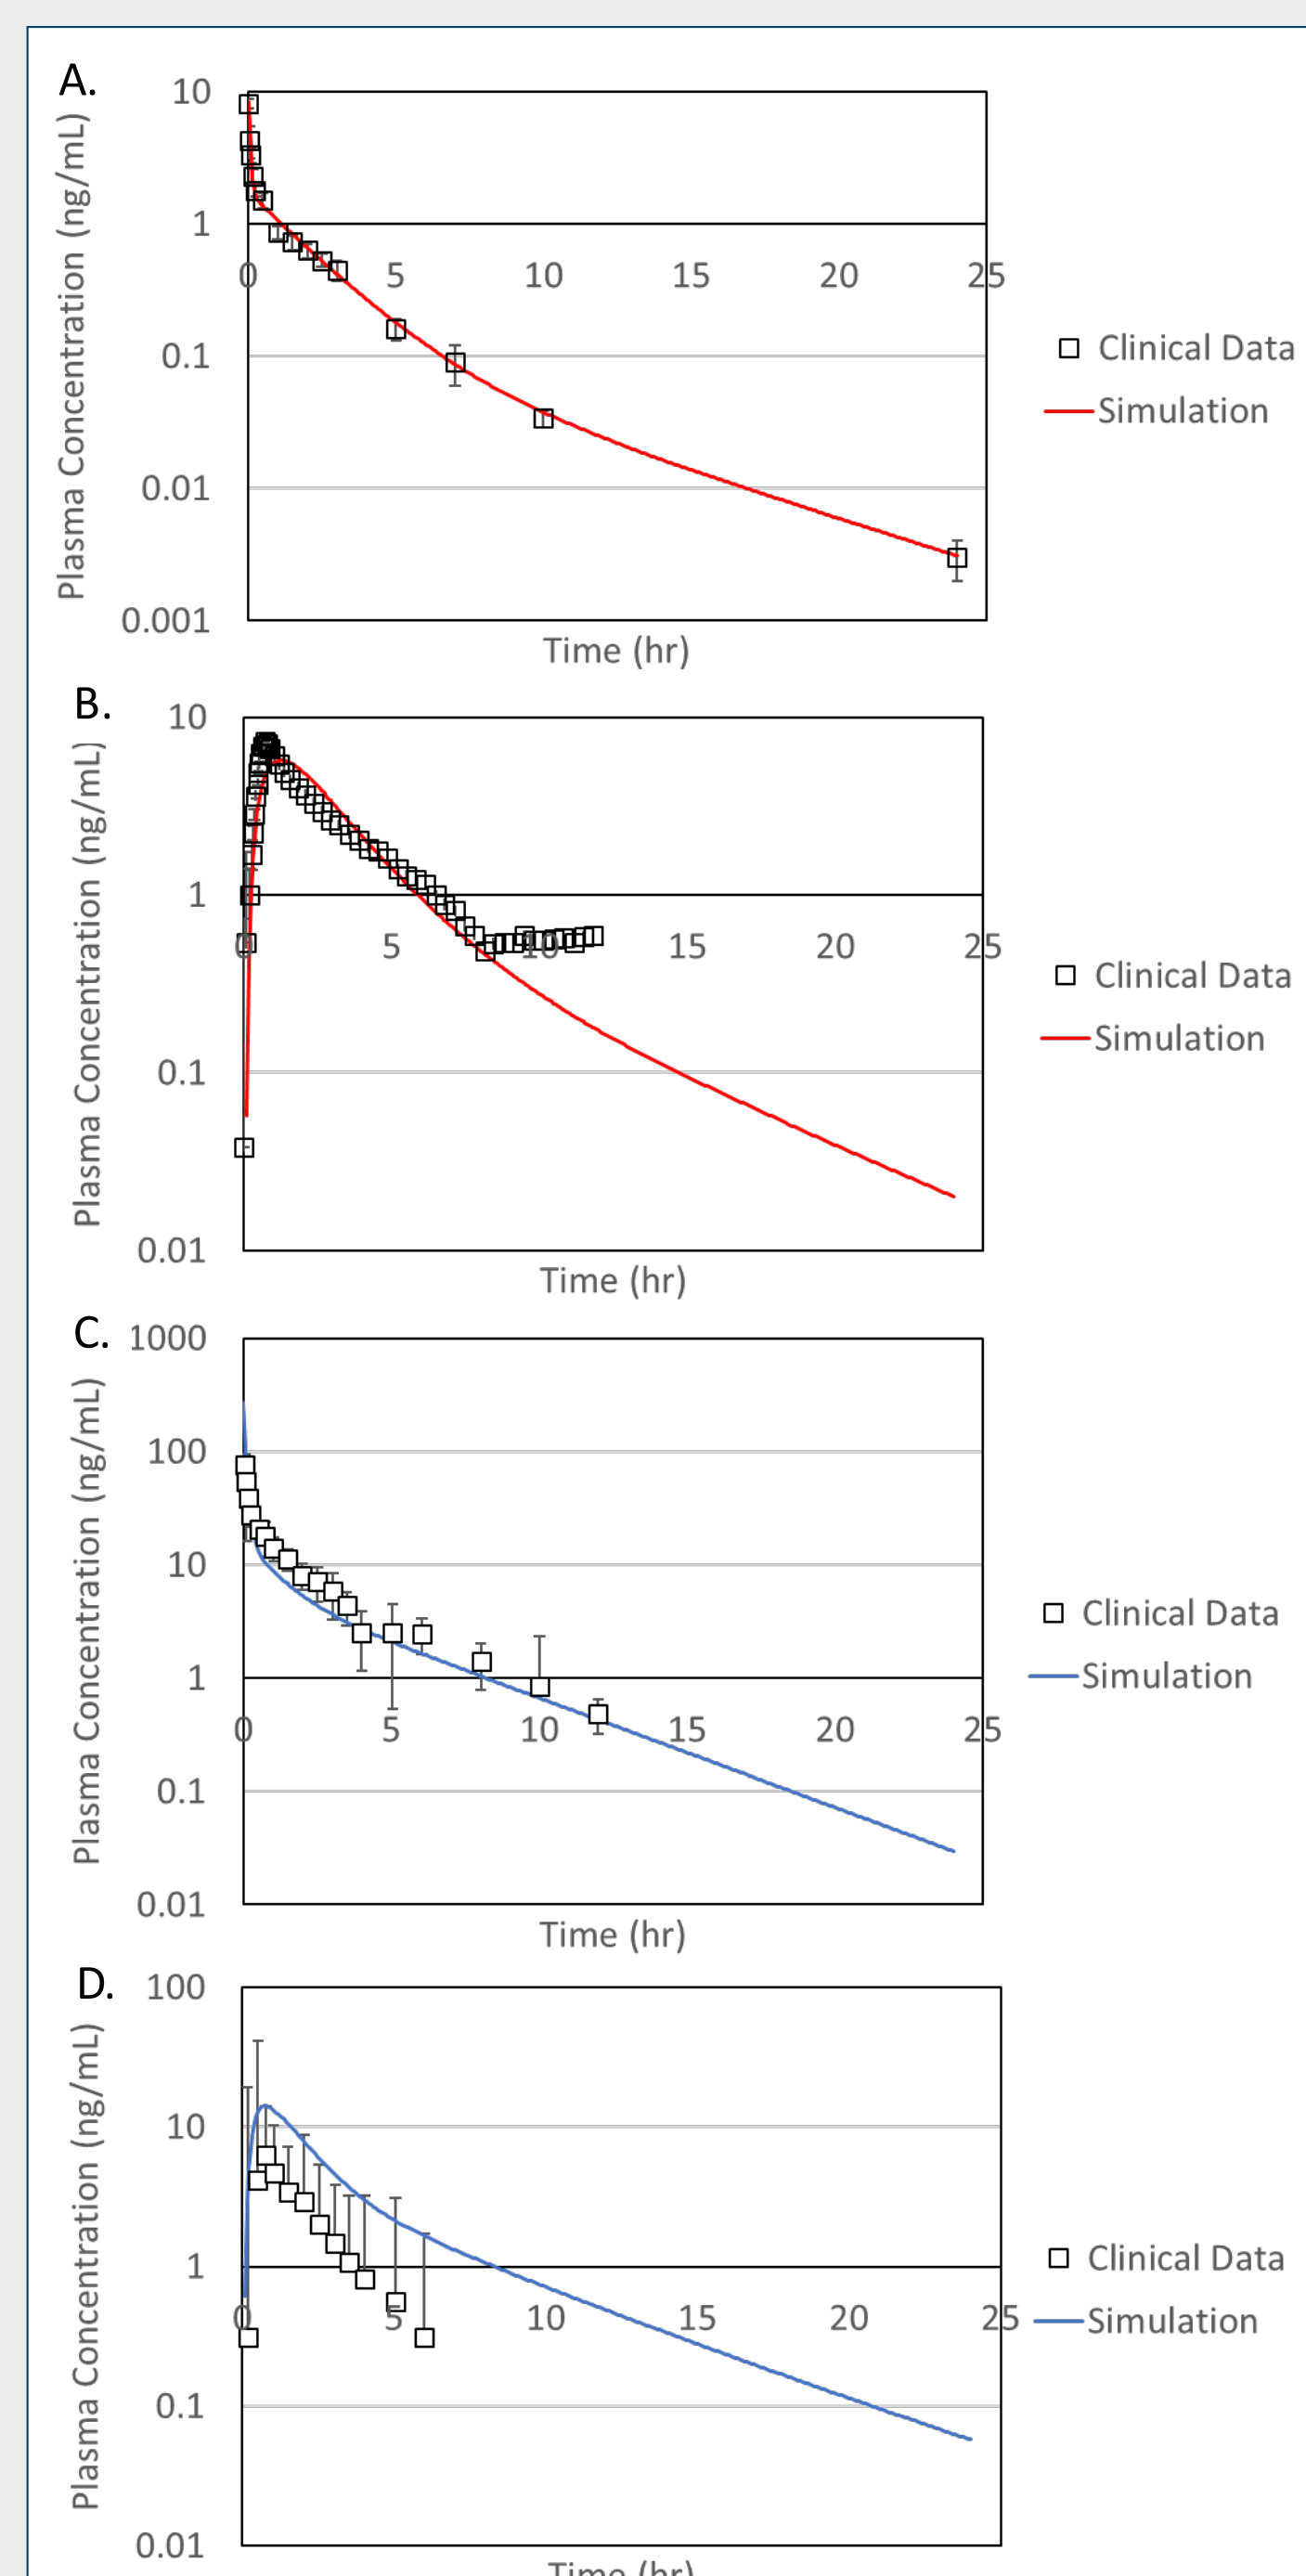 A.
Plasma Concentration (ng/mL)
10
1
0.1
0.01
0.001
0 5 10 15 20 25
Time (hr)
Clinical Data
Simulation
B.
Plasma Concentration (ng/mL)
10
1
0.1
0.01
0 5 10 15 20 25
Time (hr)
Clinical Data
Simulation
C.
Plasma Concentration (ng/mL)
1000
100
10
1
0.1
0.01
0 5 10 15 20 25
Time (hr)
Clinical Data
Simulation
D.
Plasma Concentration (ng/mL)
100
10
1
0.1
0.01
0 5 10 15 20 25
Time (hr)
Clinical Data
Simulation